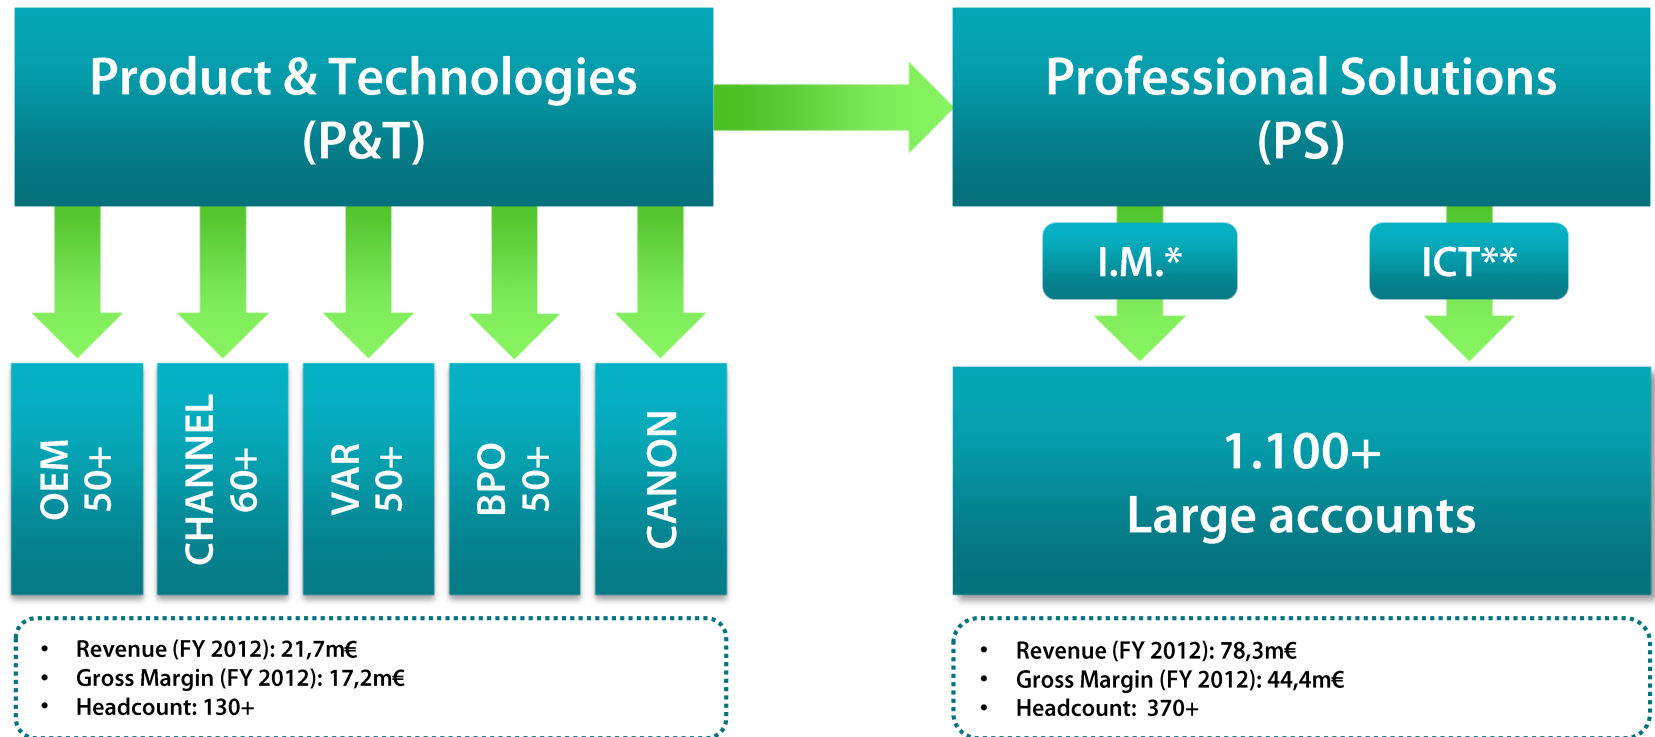 Product & Technologies
(P&T)
Professional Solutions
(PS)
I.M.*
ICT**
OEM
50+
CHANNEL
60+
VAR
50+
BPO
50+
CANON
1.100+
Large accounts
• Revenue (FY 2012): 21,7m€
• Gross Margin (FY 2012): 17,2m€
• Headcount: 130+
• Revenue (FY 2012): 78,3m€
• Gross Margin (FY 2012): 44,4m€
• Headcount: 370+